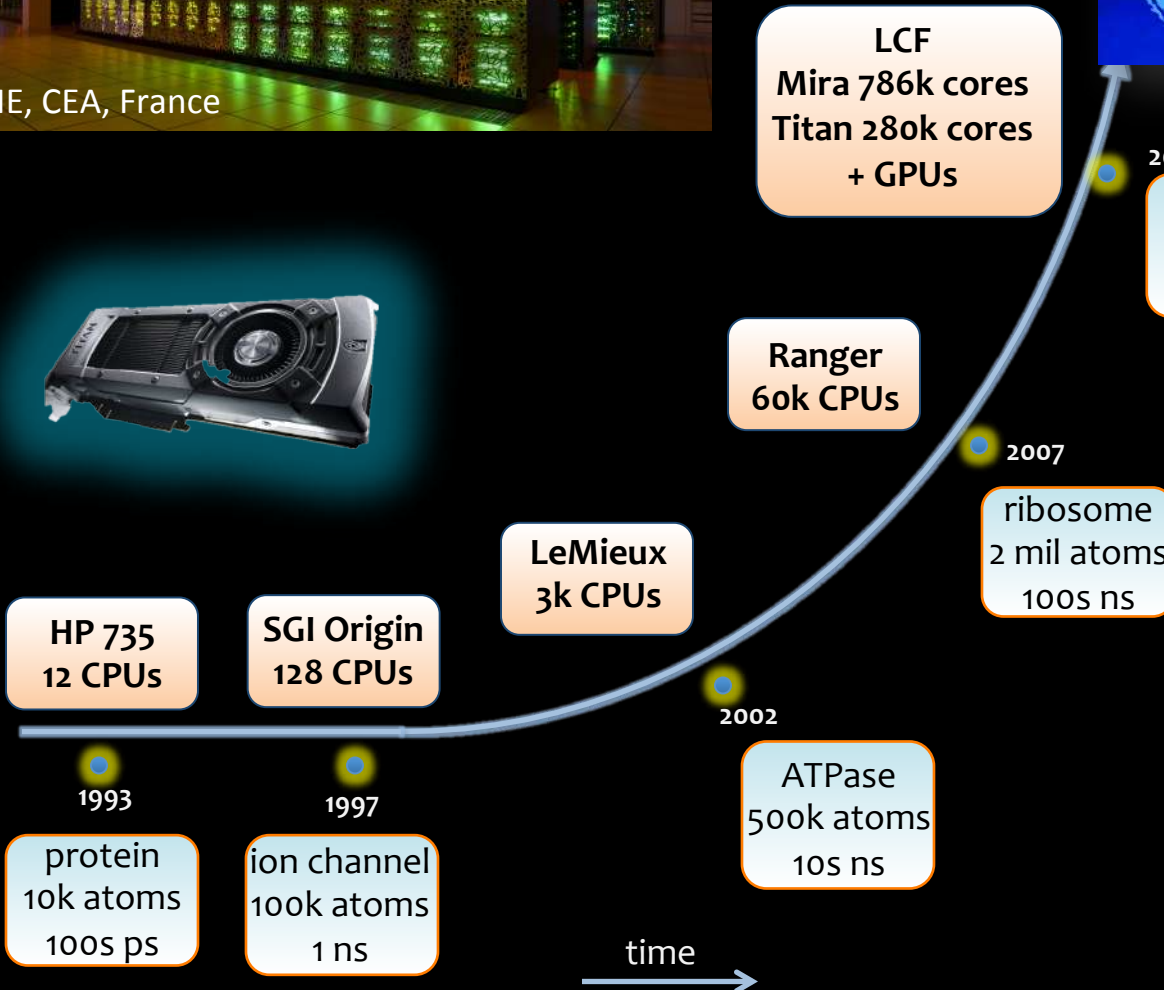 CEA, France
LCF
Mira 786k cores
Titan 280k cores
+ GPUs
TITAN
Ranger
60k CPUs
2007
ribosome
2 mil atoms
100s ns
LeMieux
3k CPUs
2002
ATPase
500k atoms
10s ns
HP 735
12 CPUs
SGI Origin
128 CPUs
1993
1997
protein
10k atoms
100s ps
ion channel
100k atoms
1 ns
time